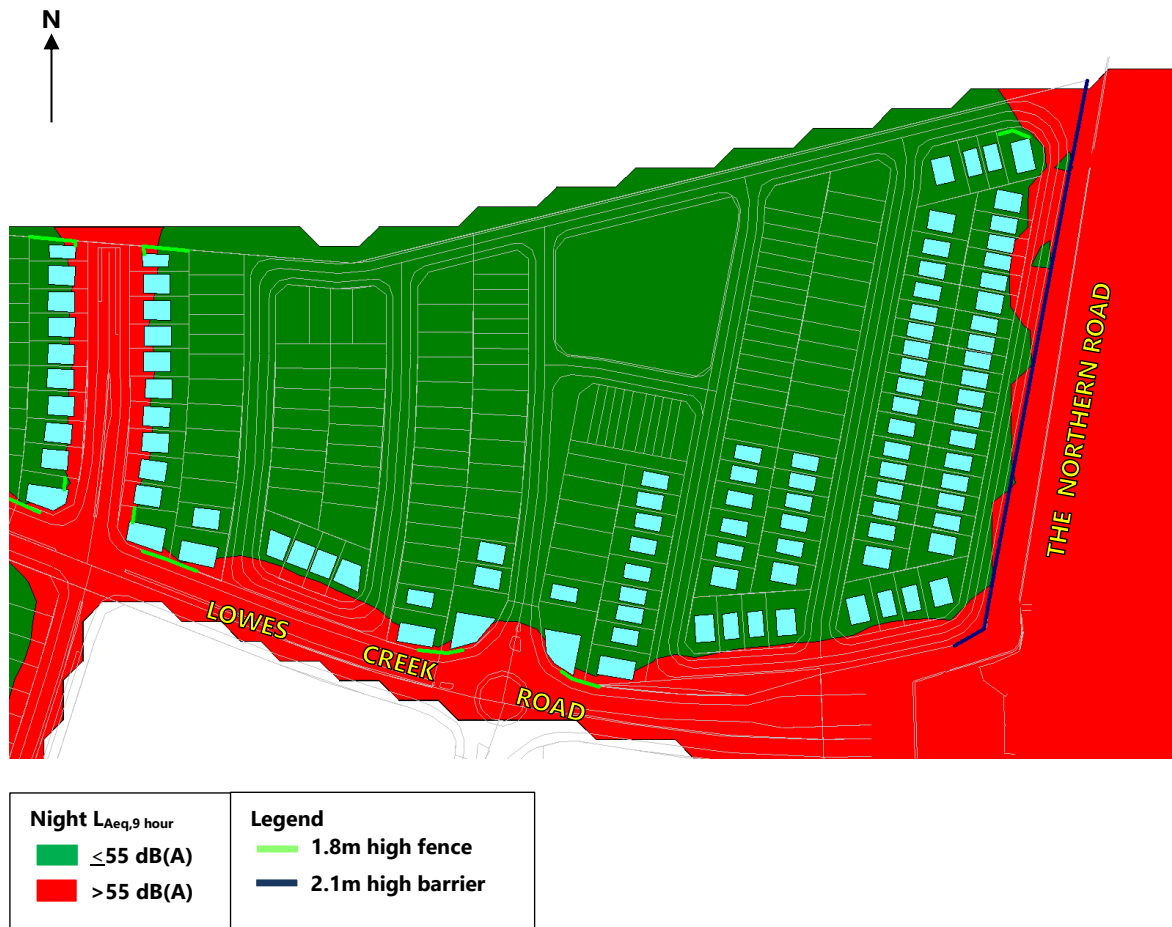 N
THE NORTHERN ROAD
LOWES
CREEK
ROAD
Night LAeq,9 hour
≤55 dB(A)
>55 dB(A)
Legend
1.8m high fence
2.1m high barrier